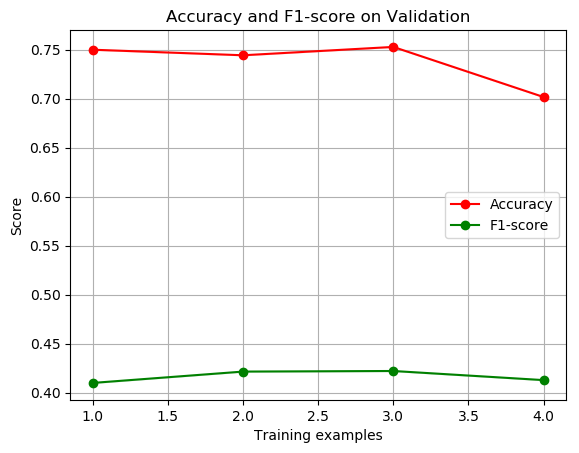 Accuracy and F1-score on Validation
0.75
0.70
0.65
0.60
0.55
0.50
0.45
0.40
Score
Accuracy
F1-score
1.0 1.5 2.0 2.5 3.0 3.5 4.0
Training examples